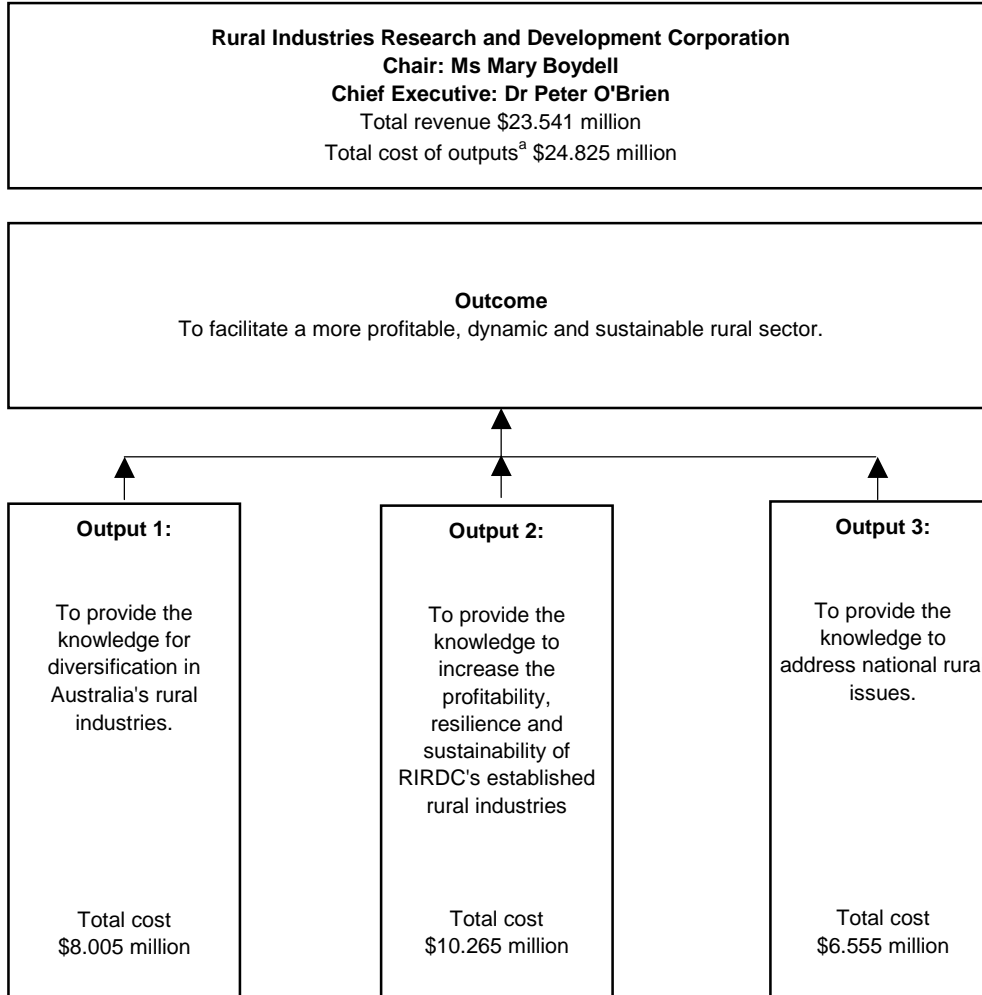 Rural Industries Research and Development Corporation
Chair: Ms Mary Boydell
Chief Executive: Dr Peter O'Brien
Total revenue $23.541 million
Total cost of outputsa $24.825 million
Outcome
To facilitate a more profitable, dynamic and sustainable rural sector.
Output 1:
To provide the
knowledge for
diversification in
Australia's rural
industries.
Total cost
$8.005 million
Output 2:
To provide the
knowledge to
increase the
profitability,
resilience and
sustainability of
RIRDC's established
rural industries
Total cost
$10.265 million
Output 3:
To provide the
knowledge to
address national rura
issues.
Total cost
$6.555 million